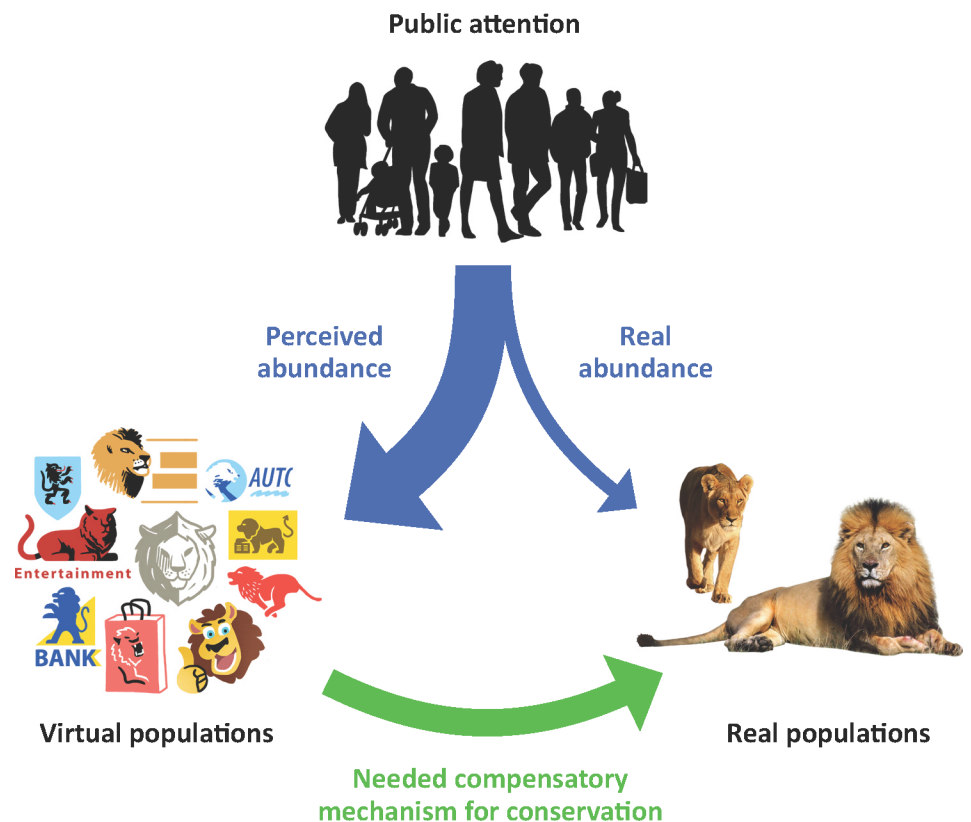 Public attention
Perceived
abundance
Real
abundance
AUTO
Entertainment
BANK
Virtual populations
Real populations
Needed compensatory
mechanism for conservation